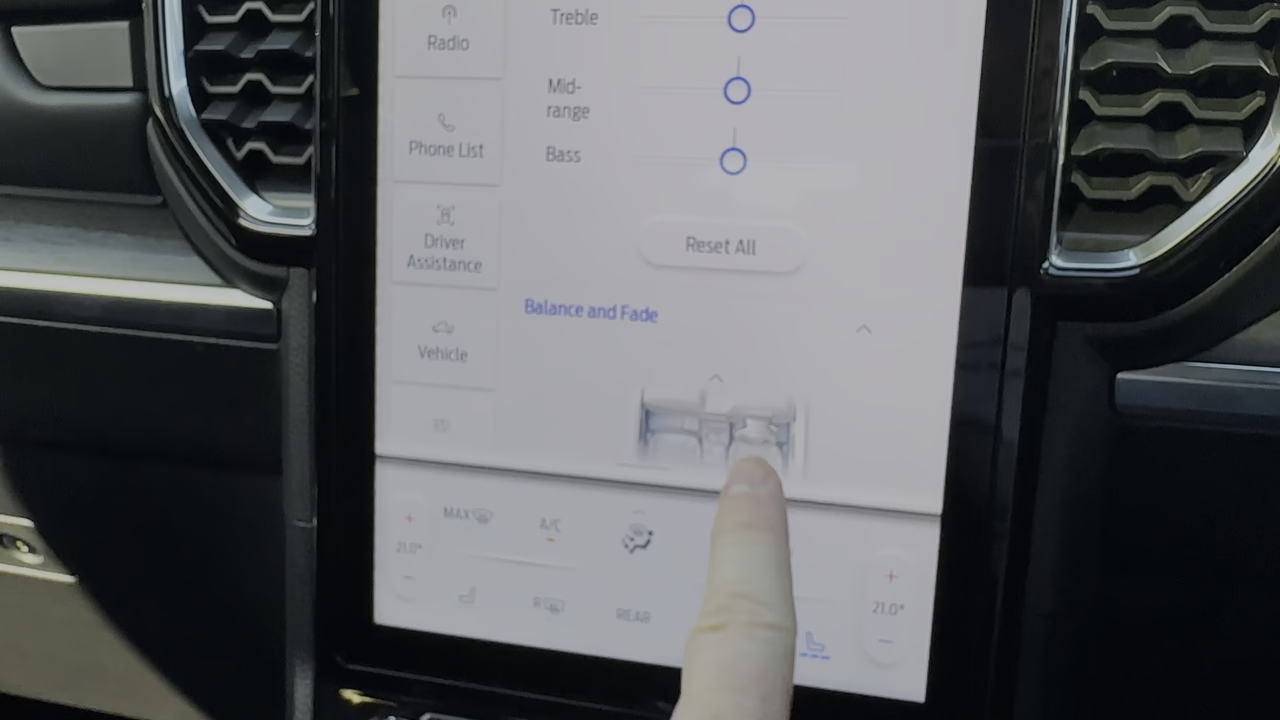 Radio
Phone List
Driver
Assistance
Vehicle
Treble
Mid-
range
Bass
Reset All
Balance and Fade
MAX
A/C
21.0°
R
REAR
21.0°